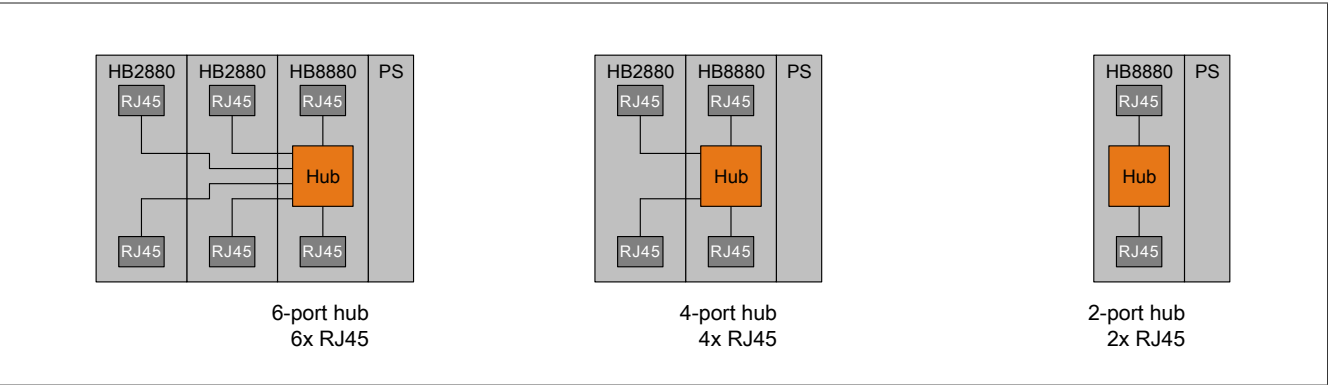 HB2880 HB2880 HB8880 PS
RJ45 RJ45 RJ45
Hub
RJ45 RJ45 RJ45
6-port hub
6x RJ45
HB2880 HB8880 PS
RJ45 RJ45
Hub
RJ45 RJ45
4-port hub
4x RJ45
HB8880 PS
RJ45
Hub
RJ45
2-port hub
2x RJ45